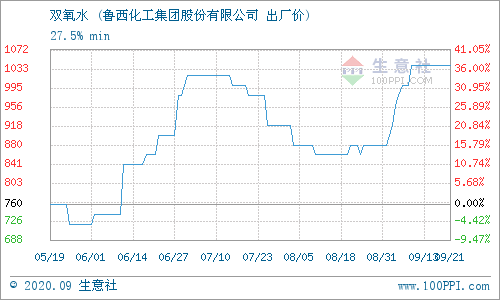 双氧水 (鲁西化工集团股份有限公司 出厂价)
27.5% min
1072 41.05%
1033 36.00%
995 30.89%
956 25.84%
918 20.84%
880 15.79%
841 10.74%
803 5.63%
760 0.00%
726 -4.42%
688 -9.47%
生意社
100PPI.COM
05/19 06/01 06/14 06/27 07/10 07/23 08/05 08/18 08/31 09/13 09/21
© 2020.09 生意社 www.100PPI.com